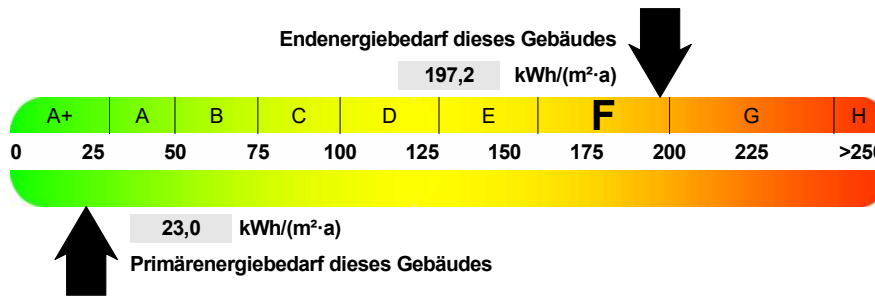 Endenergiebedarf dieses Gebäudes
197,2 kWh/(m²·a)
A+ A B C D E F G H
0 25 50 75 100 125 150 175 200 225 >250
23,0 kWh/(m²·a)
Primärenergiebedarf dieses Gebäudes